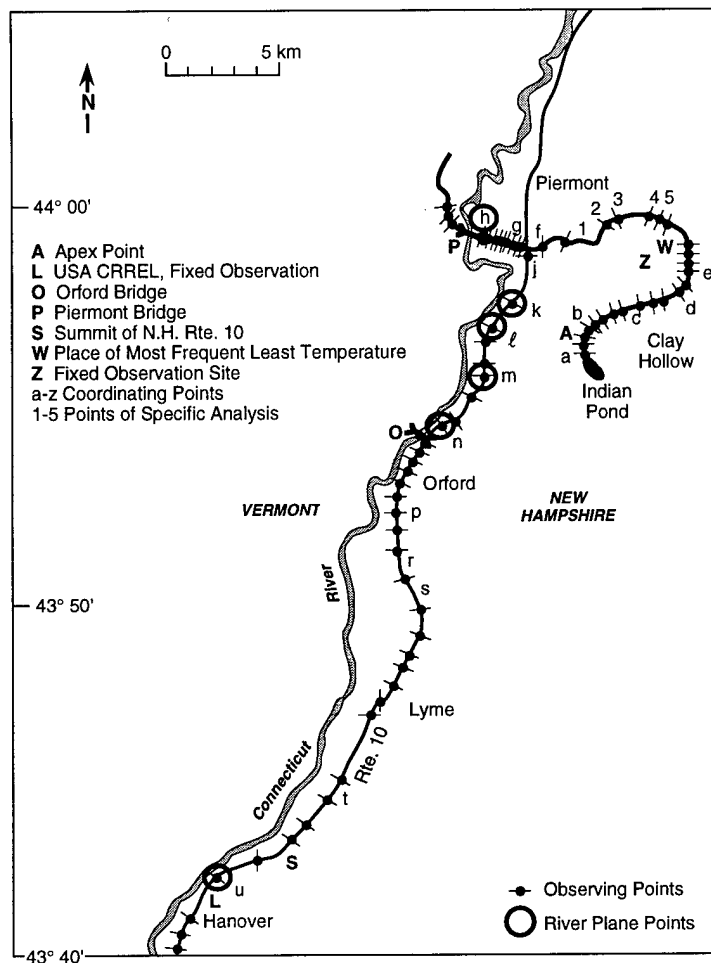 0 5 km
N
Piermont
44° 00'
h
g
f
1
2
3
4
5
P
W
Z
e
j
A Apex Point
L USA CRREL, Fixed Observation
O Orford Bridge
P Piermont Bridge
S Summit of N.H. Rte. 10
W Place of Most Frequent Least Temperature
Z Fixed Observation Site
a-z Coordinating Points
1-5 Points of Specific Analysis
k
ℓ
m
n
O
A
a
b
c
d
Clay
Hollow
Indian
Pond
Orford
VERMONT
NEW
HAMPSHIRE
p
r
s
River
43° 50'
Lyme
Rte. 10
t
Connecticut
S
u
L
Hanover
Observing Points
River Plane Points
43° 40'